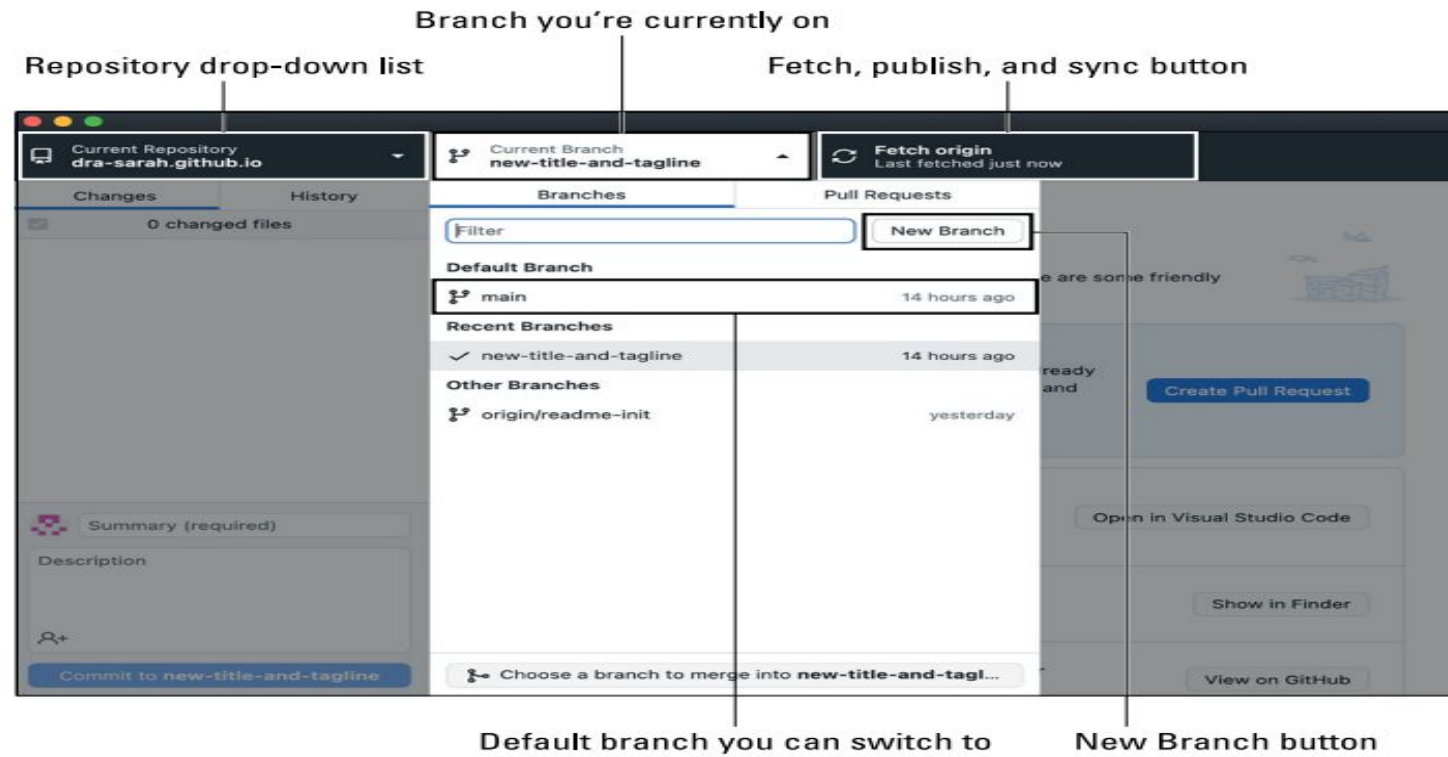 Branch you're currently on
Repository drop-down list
Fetch, publish, and sync button
Current Repository
dra-sarah.github.io
Current Branch
new-title-and-tagline
Fetch origin
Last fetched just now
Changes
History
Branches
Pull Requests
0 changed files
Filter
New Branch
Default Branch
main
14 hours ago
e are some friendly
Recent Branches
new-title-and-tagline
14 hours ago
ready
and
Create Pull Request
Other Branches
origin/readme-init
yesterday
Summary (required)
Open in Visual Studio Code
Description
Show in Finder
Commit to new-title-and-tagline
Choose a branch to merge into new-title-and-tagl...
View on GitHub
Default branch you can switch to
New Branch button